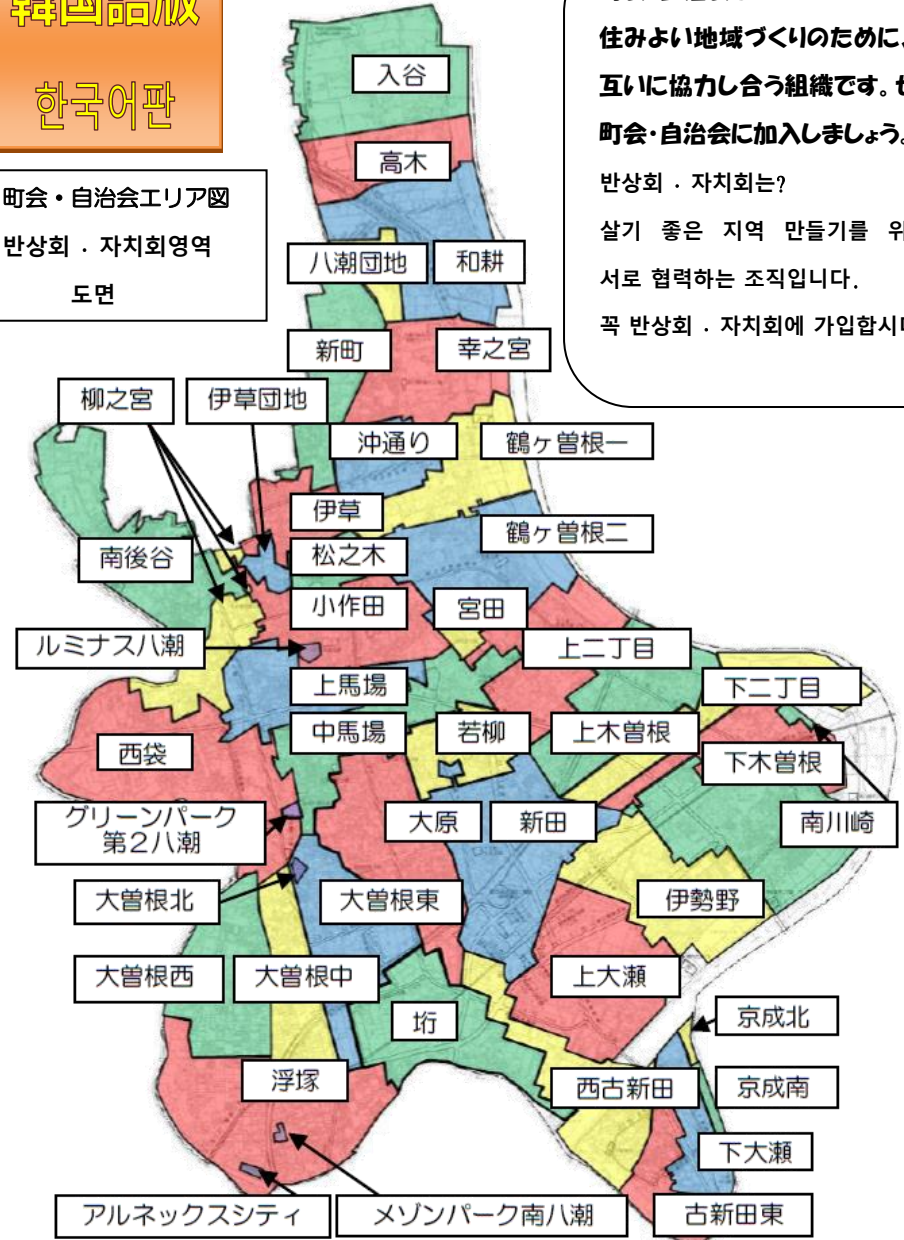 韓国語版
한국어판
町会・自治会エリア図
반상회 . 자치회영역
도면
住みよい地域づくりのために、
互いに協力し合う組織です。
町会・自治会に加入しましょう。
반상회 . 자치회는?
살기 좋은 지역 만들기를
서로 협력하는 조직입니다.
꼭 반상회 . 자치회에 가입합시
入谷
高木
八潮団地
和耕
新町
幸之宮
柳之宮
伊草団地
沖通り
鶴ヶ曽根一
伊草
鶴ヶ曽根二
南後谷
松之木
小作田
宮田
ルミナス八潮
上二丁目
上馬場
下二丁目
西袋
中馬場
若柳
上木曽根
下木曽根
グリーンパーク
第2八潮
大原
新田
南川崎
大曽根北
大曽根東
伊勢野
大曽根西
大曽根中
上大瀬
垳
京成北
浮塚
西古新田
京成南
下大瀬
アルネックスシティ
メゾンパーク南八潮
古新田東